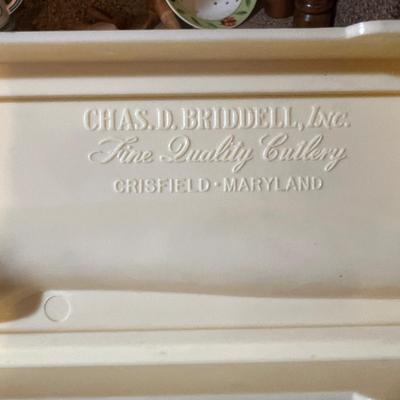 CHAS. D. BRIDDELL, INC.
Fine Quality Cutlery
CRISFIELD · MARYLAND